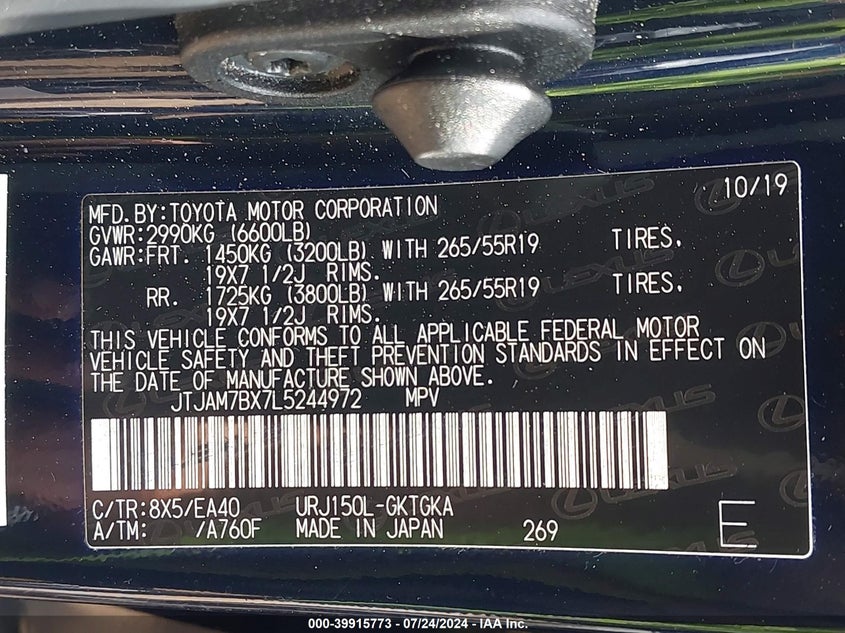 10/19
MFD.BY:TOYOTA MOTOR CORPORATION
GVWR:2990KG (6600LB)
GAWR:FRT. 1450KG (3200LB) WITH 265/55R19 TIRES,
19X7 1/2J RIMS.
RR. 1725KG (3800LB) WITH 265/55R19 TIRES,
19X7 1/2J RIMS.
THIS VEHICLE CONFORMS TO ALL APPLICABLE FEDERAL MOTOR
VEHICLE SAFETY AND THEFT PREVENTION STANDARDS IN EFFECT ON
THE DATE OF MANUFACTURE SHOWN ABOVE.
JTJAM7BX7L5244972 MPV
C/TR:8X5/EA40 URJ150L-GKTGKA
A/TM: /A760F MADE IN JAPAN 269 E
LEXUS
000-39915773 - 07/24/2024 - IAA Inc.